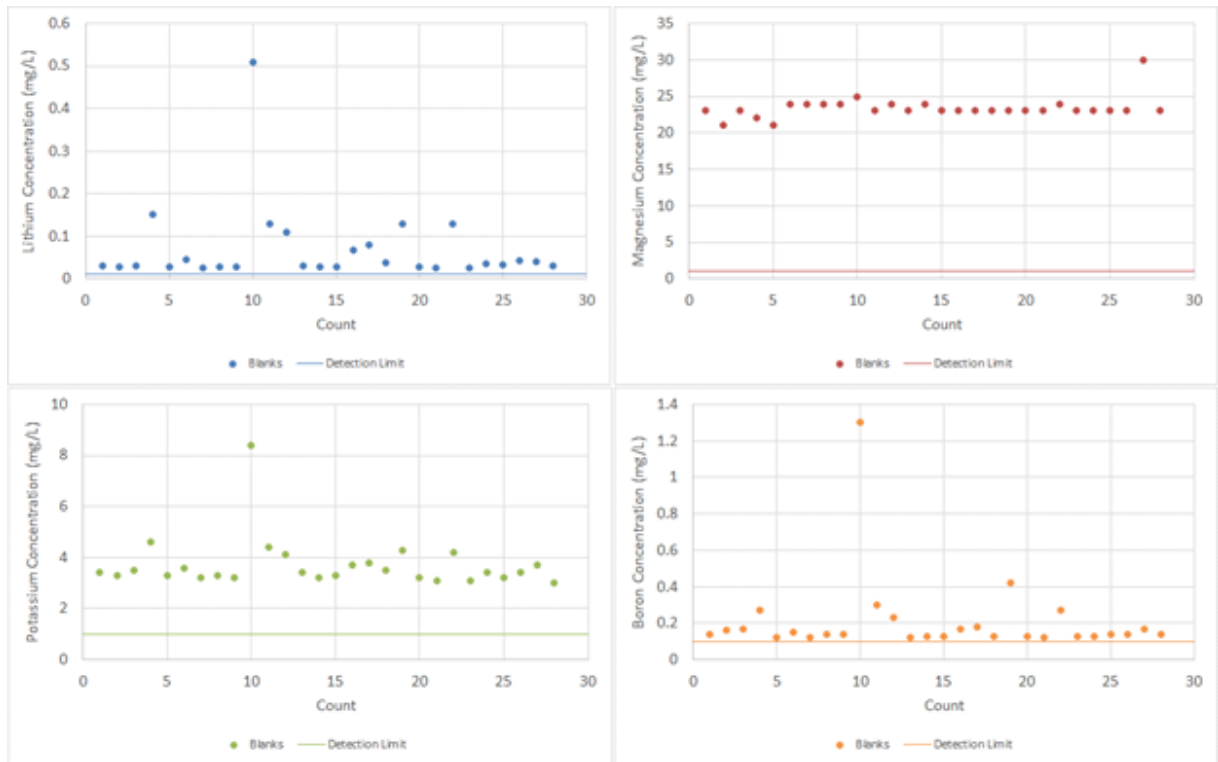 Lithium Concentration (mg/L)
0.6
0.5
0.4
0.3
0.2
0.1
0
0 5 10 15 20 25 30
Count
Blanks Detection Limit
Magnesium Concentration (mg/L)
35
30
25
20
15
10
5
0
0 5 10 15 20 25 30
Count
Blanks Detection Limit
Potassium Concentration (mg/L)
10
8
6
4
2
0
0 5 10 15 20 25 30
Count
Blanks Detection Limit
Boron Concentration (mg/L)
1.4
1.2
1
0.8
0.6
0.4
0.2
0
0 5 10 15 20 25 30
Count
Blanks Detection Limit